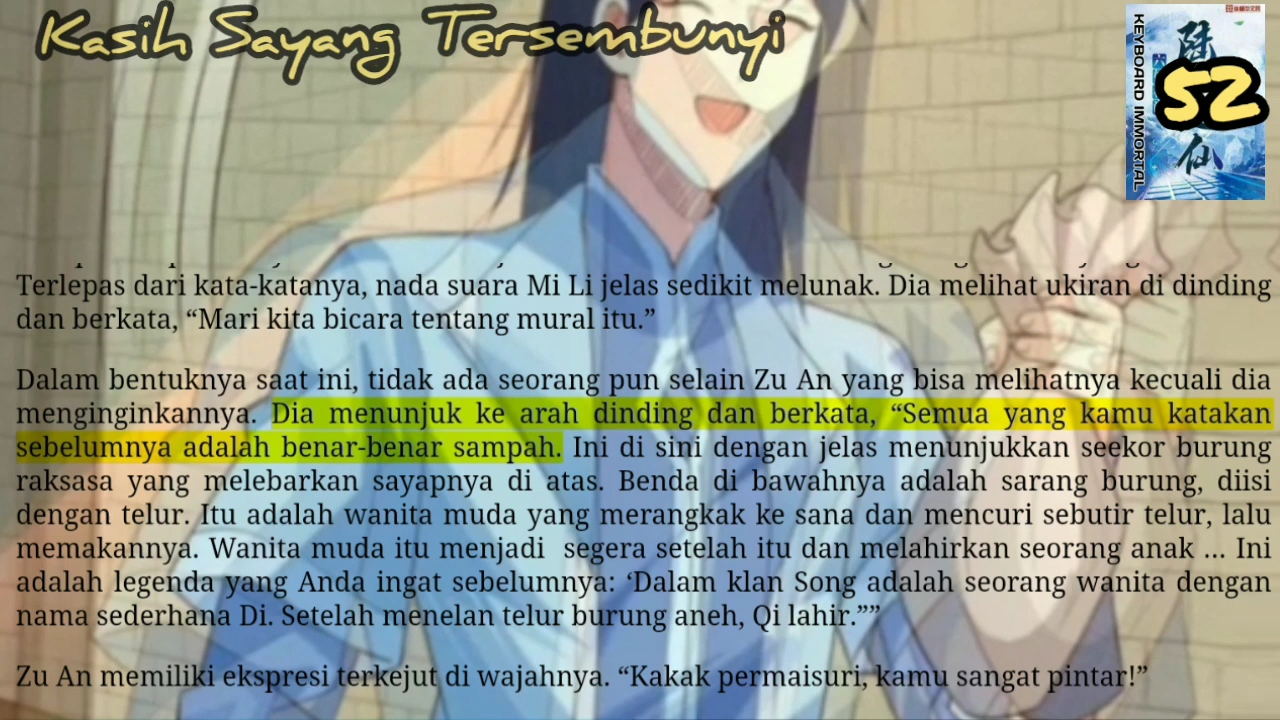 Kasih Sayang Tersembunyi
KEYBOARD IMMORTAL
52
Terlepas dari kata-katanya, nada suara Mi Li jelas sedikit melunak. Dia melihat ukiran di dinding
dan berkata, “Mari kita bicara tentang mural itu.”
Dalam bentuknya saat ini, tidak ada seorang pun selain Zu An yang bisa melihatnya kecuali dia
menginginkannya. Dia menunjuk ke arah dinding dan berkata, “Semua yang kamu katakan
sebelumnya adalah benar-benar sampah. Ini di sini dengan jelas menunjukkan seekor burung
raksasa yang melebarkan sayapnya di atas. Benda di bawahnya adalah sarang burung, diisi
dengan telur. Itu adalah wanita muda yang merangkak ke sana dan mencuri sebutir telur, lalu
memakannya. Wanita muda itu menjadi  segera setelah itu dan melahirkan seorang anak ... Ini
adalah legenda yang Anda ingat sebelumnya: ‘Dalam klan Song adalah seorang wanita dengan
nama sederhana Di. Setelah menelan telur burung aneh, Qi lahir.’””
Zu An memiliki ekspresi terkejut di wajahnya. “Kakak permaisuri, kamu sangat pintar!”